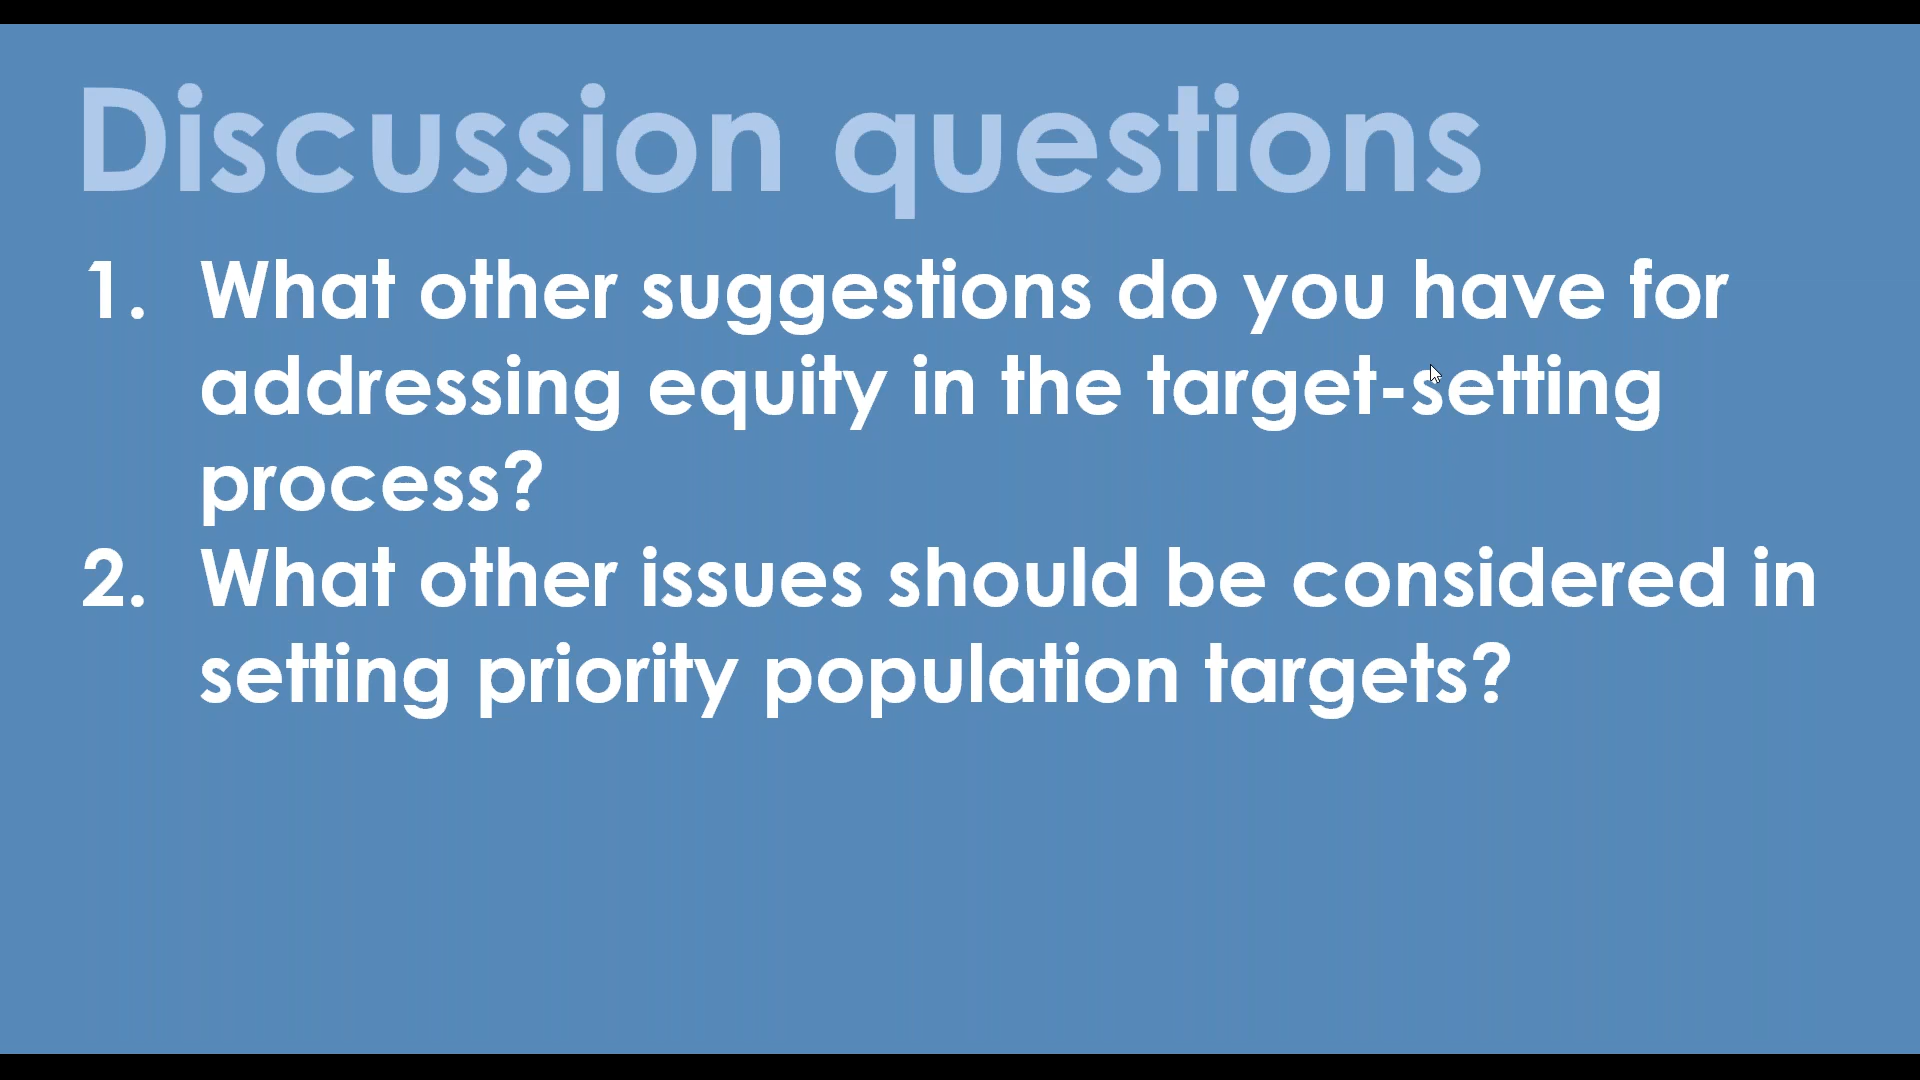 Discussion questions
1. What other suggestions do you have for
addressing equity in the target-setting
process?
2. What other issues should be considered in
setting priority population targets?